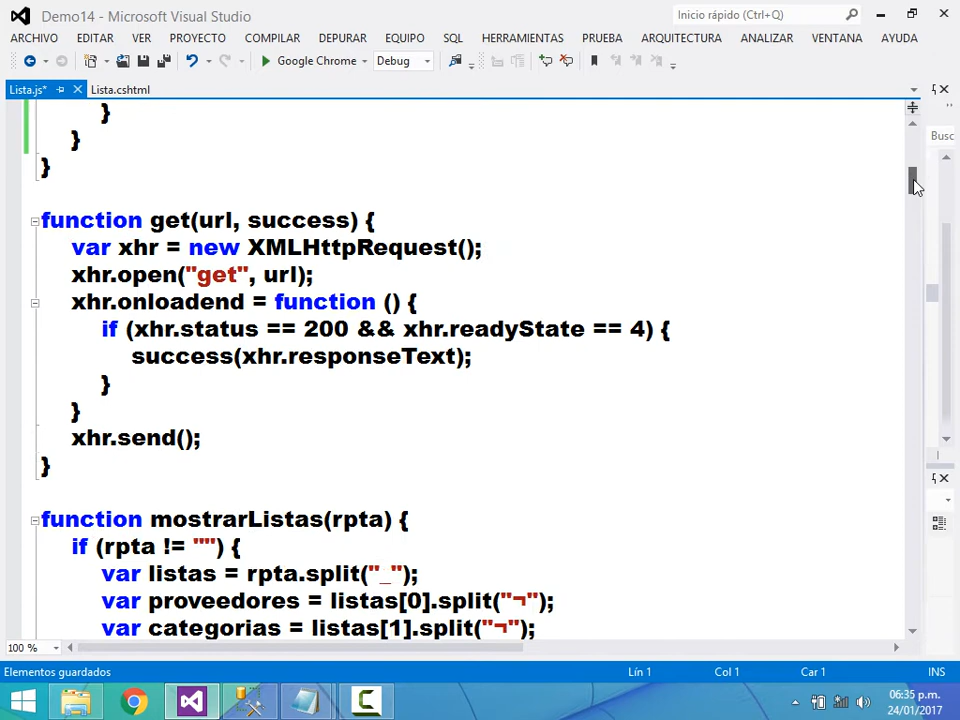 Demo14 - Microsoft Visual Studio
Inicio rápido (Ctrl+Q)
ARCHIVO EDITAR VER PROYECTO COMPILAR DEPURAR EQUIPO SQL HERRAMIENTAS PRUEBA ARQUITECTURA ANALIZAR VENTANA AYUDA
Google Chrome Debug
Lista.js* Lista.cshtml
Busc
}
}
}
function get(url, success) {
var xhr = new XMLHttpRequest();
xhr.open("get", url);
xhr.onloadend = function () {
if (xhr.status == 200 && xhr.readyState == 4) {
success(xhr.responseText);
}
}
xhr.send();
}
function mostrarListas(rpta) {
if (rpta != "") {
var listas = rpta.split("_");
var proveedores = listas[0].split("¬");
var categorias = listas[1].split("¬");
100 %
Elementos guardados Lín 1 Col 1 Car 1 INS
06:35 p.m.
24/01/2017